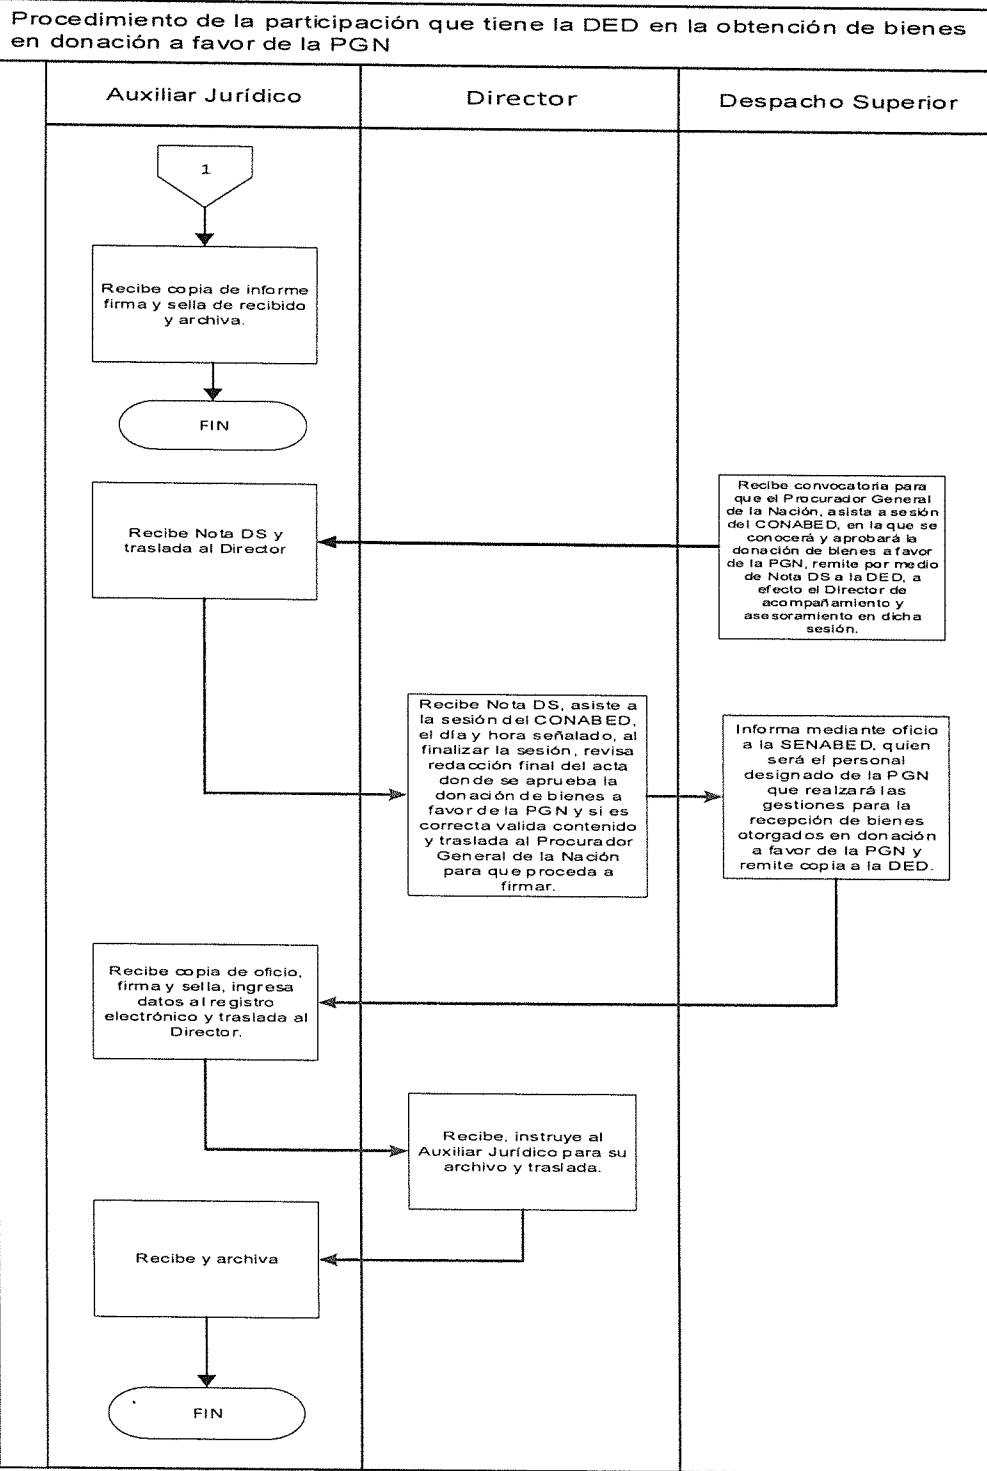 Procedimiento de la participación que tiene la DED en la obtención de bienes
en donación a favor de la PGN
Auxiliar Jurídico
Director
Despacho Superior
1
Recibe copia de informe
firma y sella de recibido
y archiva.
FIN
Recibe convocatoria para
que el Procurador General
de la Nación, asista a sesión
del CONABED, en la que se
conocerá y aprobará la
donación de bienes a favor
de la PGN, remite por medio
de Nota DS a la DED, a
efecto el Director de
acompañamiento y
asesoramiento en dicha
sesión.
Recibe Nota DS y
traslada al Director
Recibe Nota DS, asiste a
la sesión del CONABED,
el día y hora señalado, al
finalizar la sesión, revisa
redacción final del acta
donde se aprueba la
donación de bienes a
favor de la PGN y si es
correcta valida contenido
y traslada al Procurador
General de la Nación
para que proceda a
firmar.
Informa mediante oficio
a la SENABED, quien
será el personal
designado de la PGN
que realzará las
gestiones para la
recepción de bienes
otorgados en donación
a favor de la PGN y
remite copia a la DED.
Recibe copia de oficio,
firma y sella, ingresa
datos al registro
electrónico y traslada al
Director.
Recibe, instruye al
Auxiliar Jurídico para su
archivo y traslada.
Recibe y archiva
FIN